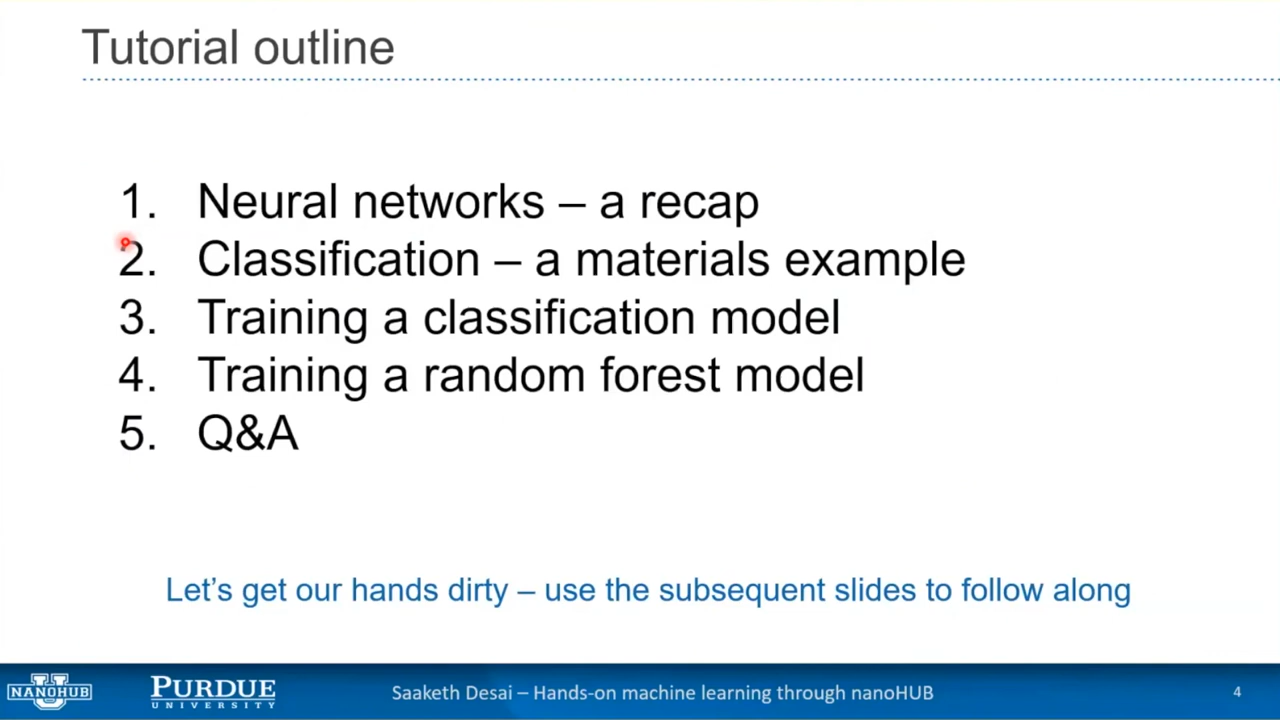 Tutorial outline
1. Neural networks – a recap
2. Classification – a materials example
3. Training a classification model
4. Training a random forest model
5. Q&A
Let's get our hands dirty – use the subsequent slides to follow along
NANOHUB
PURDUE
UNIVERSITY
Saaketh Desai – Hands-on machine learning through nanoHUB
4